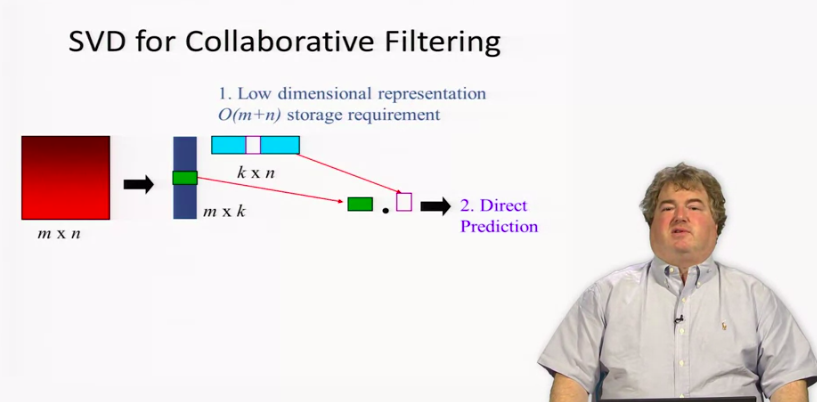 SVD for Collaborative Filtering
1. Low dimensional representation
O(m+n) storage requirement
k x n
m x k
m x n
2. Direct
Prediction